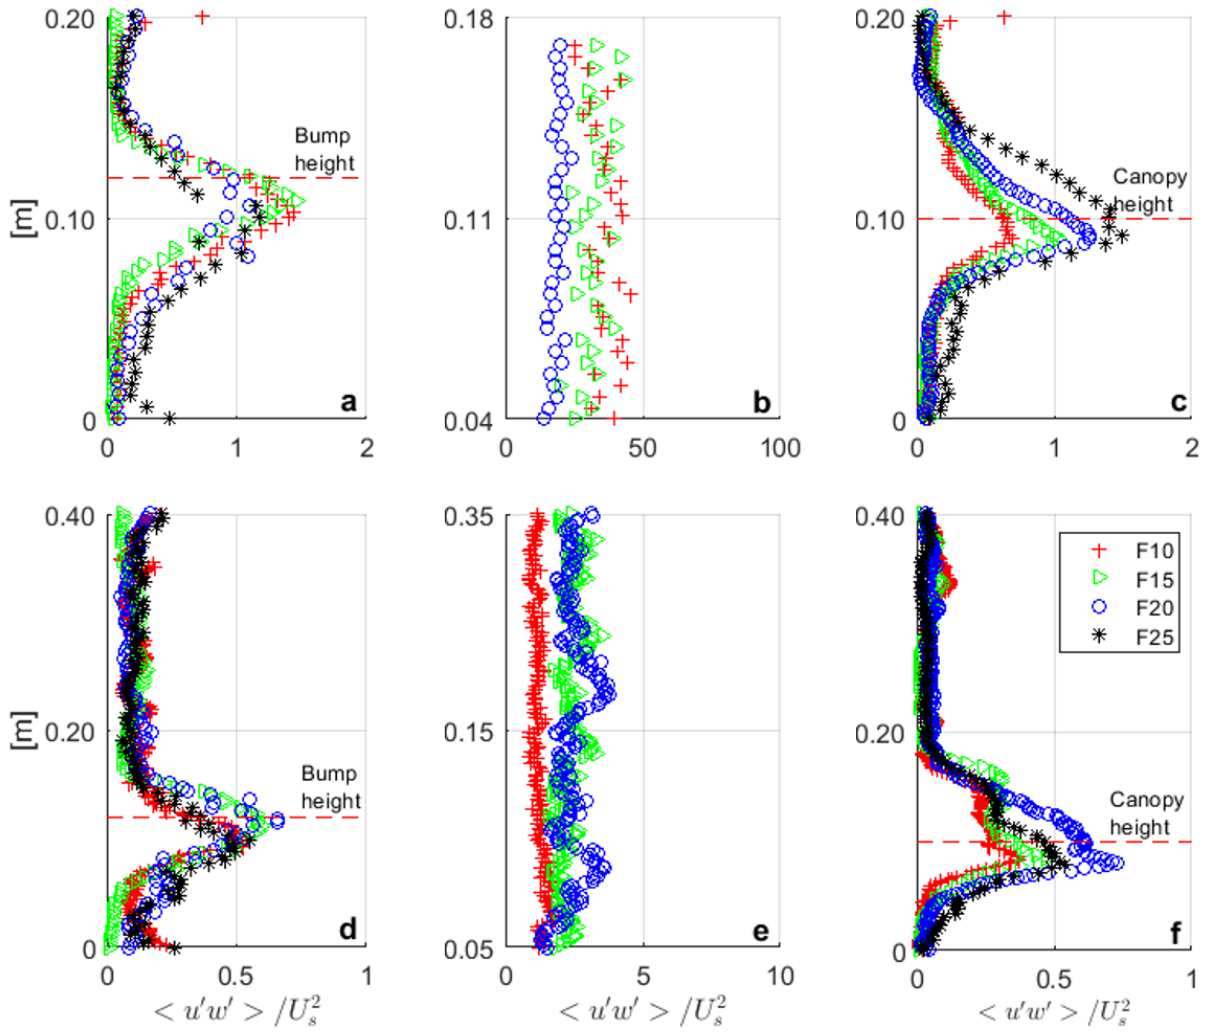 0.20
0.10
0
[m]
0
1
2
Bump
height
a
0.18
0.11
0.04
0
50
100
b
0.20
0.10
0
0
1
2
Canopy
height
c
0.40
0.20
0
[m]
0
0.5
1
Bump
height
d
< u'w' > /U_s^2
0.35
0.15
0.05
0
5
10
e
< u'w' > /U_s^2
0.40
0.20
0
0
0.5
1
F10
F15
F20
F25
Canopy
height
f
< u'w' > /U_s^2